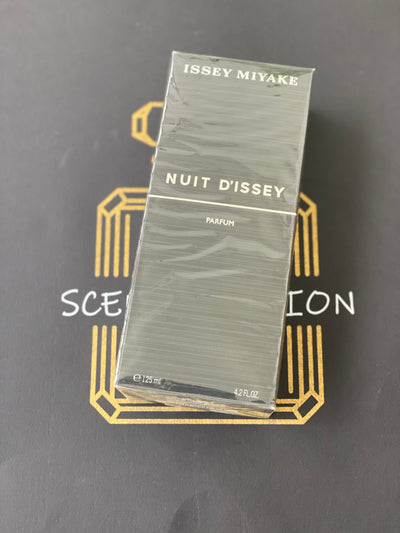 ISSEY MIYAKE
NUIT D'ISSEY
PARFUM
SCE ION
℮ 125 ml 4.2 FL.OZ